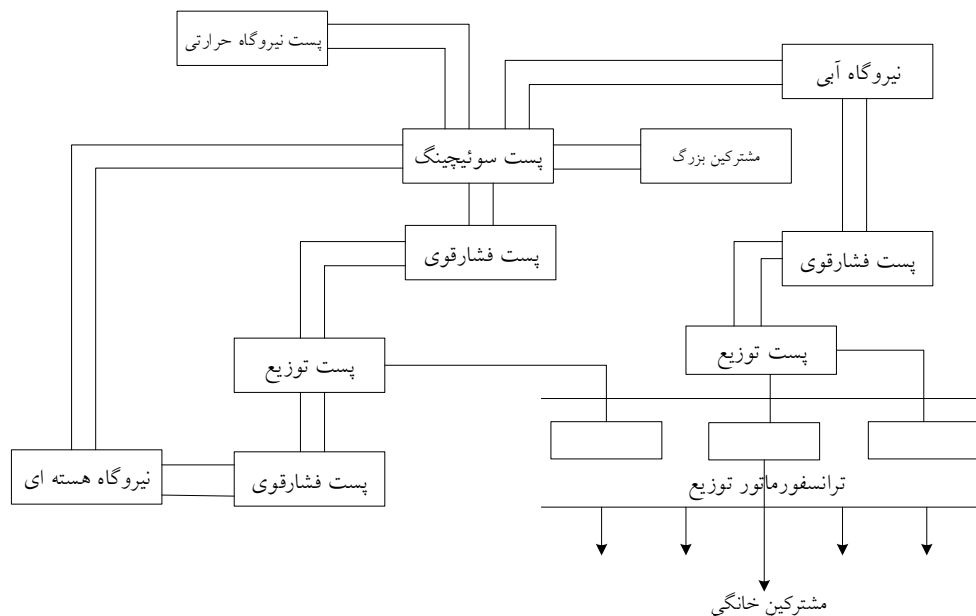 پست نیروگاه حرارتی
نیروگاه آبی
پست سوئیچینگ
مشترکین بزرگ
پست فشارقوی
پست فشارقوی
پست توزیع
پست توزیع
نیروگاه هسته ای
پست فشارقوی
ترانسفورماتور توزیع
مشترکین خانگی